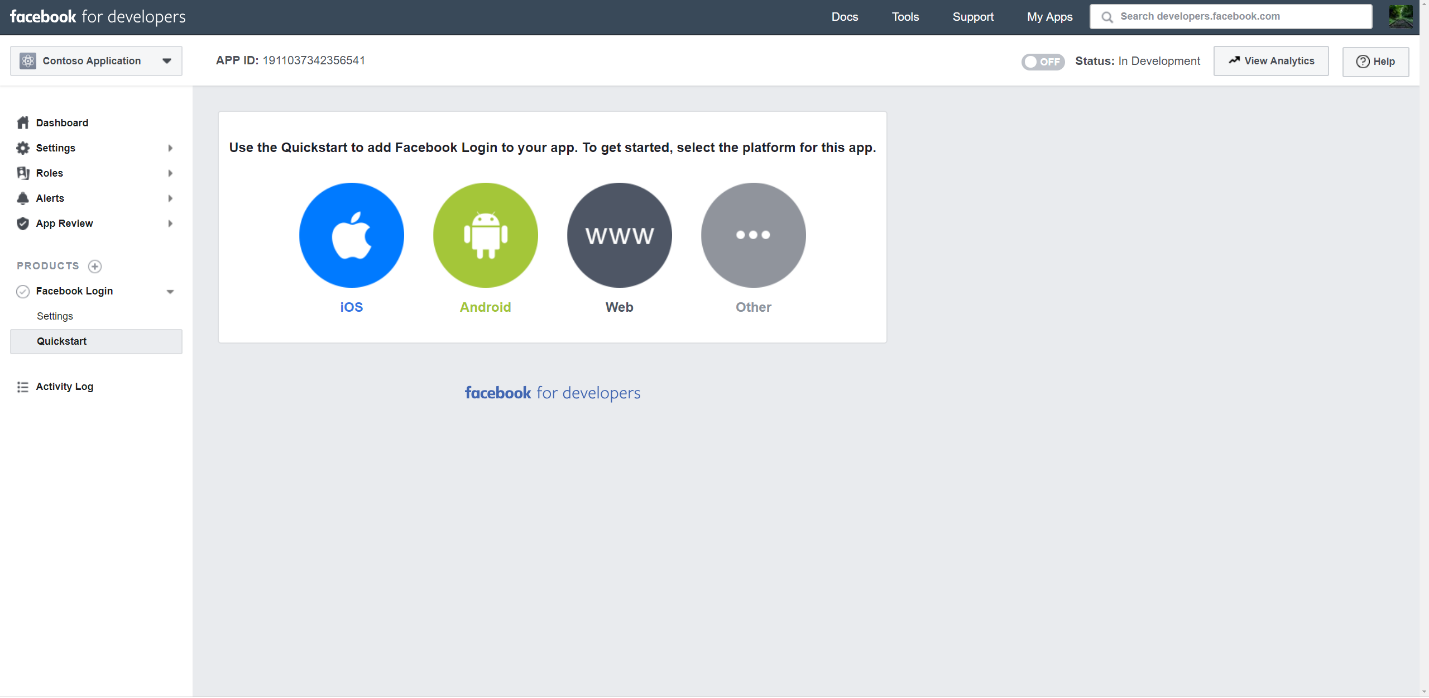 facebook for developers
Docs Tools Support My Apps Search developers.facebook.com
Contoso Application
APP ID: 1911037342356541
OFF Status: In Development View Analytics Help
Dashboard
Settings
Roles
Alerts
App Review
PRODUCTS
Facebook Login
Settings
Quickstart
Activity Log
Use the Quickstart to add Facebook Login to your app. To get started, select the platform for this app.
www
iOS Android Web Other
facebook for developers